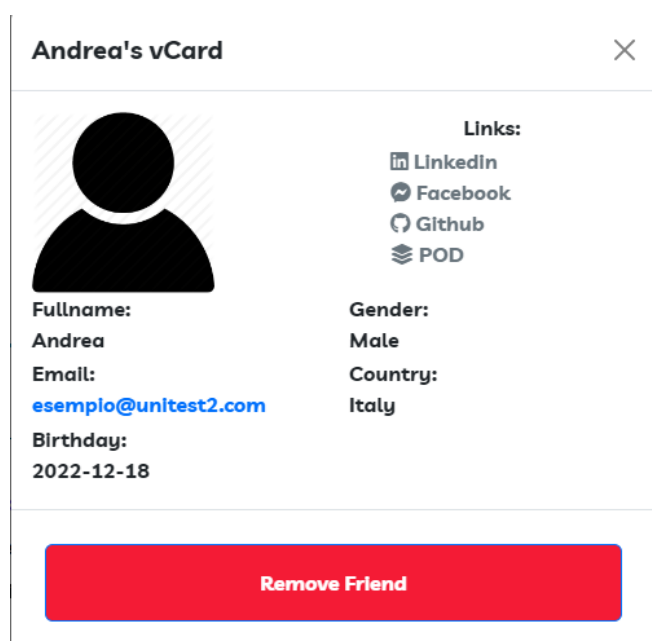 Andrea's vCard
Links:
Linkedin
Facebook
Github
POD
Fullname:
Andrea
Gender:
Male
Email:
esempio@unitest2.com
Country:
Italy
Birthday:
2022-12-18
Remove Friend